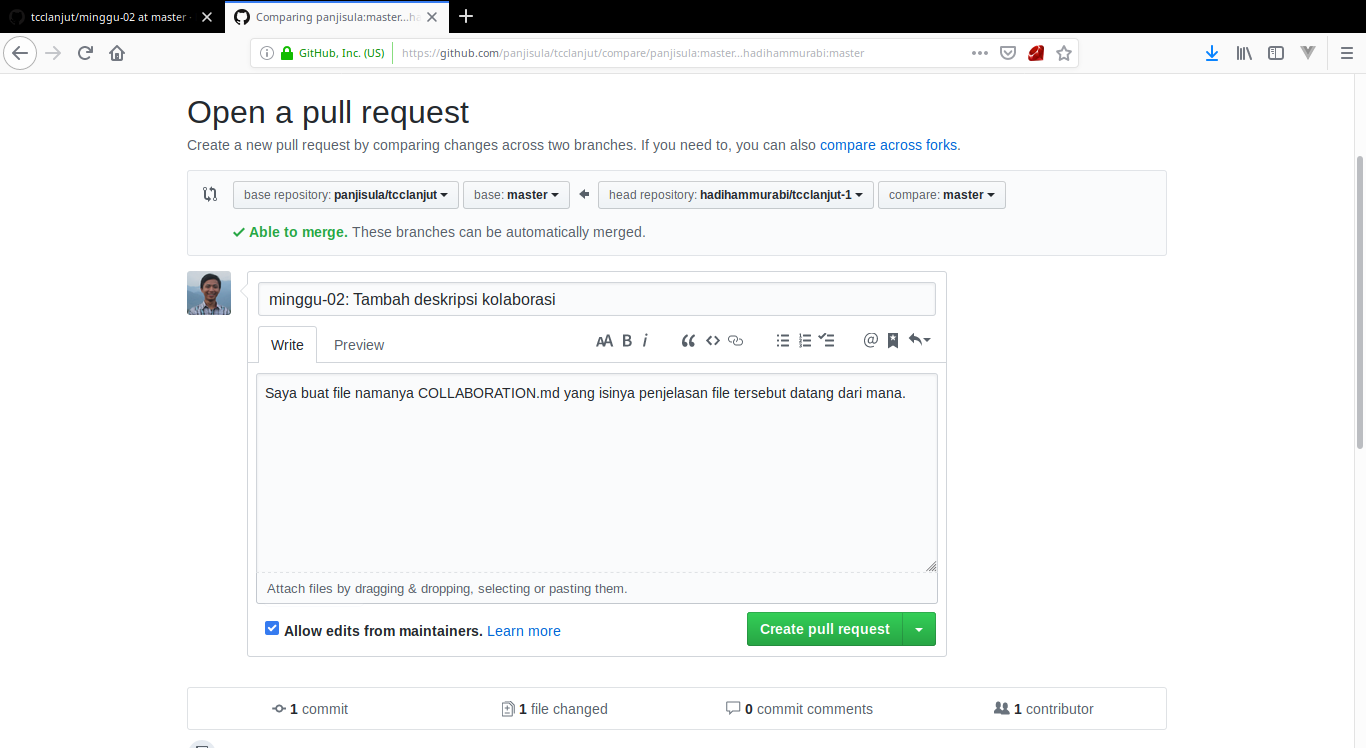 tcclanjut/minggu-02 at master
Comparing panjisula:master...ha
GitHub, Inc. (US)
https://github.com/panjisula/tcclanjut/compare/panjisula:master...hadihammurabi:master
Open a pull request
Create a new pull request by comparing changes across two branches. If you need to, you can also compare across forks.
base repository: panjisula/tcclanjut base: master head repository: hadihammurabi/tcclanjut-1 compare: master
Able to merge. These branches can be automatically merged.
minggu-02: Tambah deskripsi kolaborasi
Write Preview
Saya buat file namanya COLLABORATION.md yang isinya penjelasan file tersebut datang dari mana.
Attach files by dragging & dropping, selecting or pasting them.
Allow edits from maintainers. Learn more
Create pull request
1 commit 1 file changed 0 commit comments 1 contributor